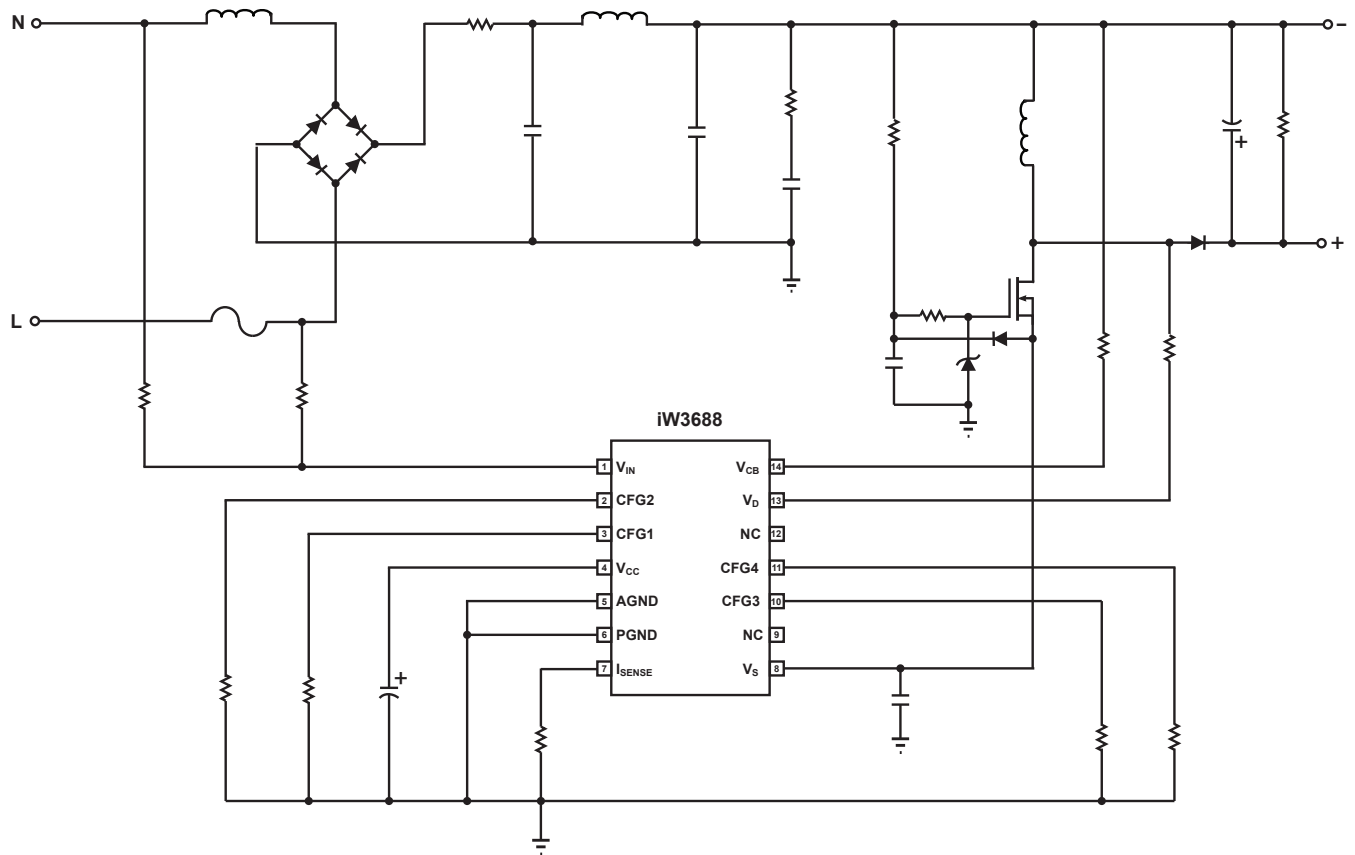 N
–
+
+
L
+
iW3688
1 VIN
VCB 14
2 CFG2
VD 13
3 CFG1
NC 12
4 VCC
CFG4 11
5 AGND
CFG3 10
6 PGND
NC 9
7 ISENSE
VS 8
+